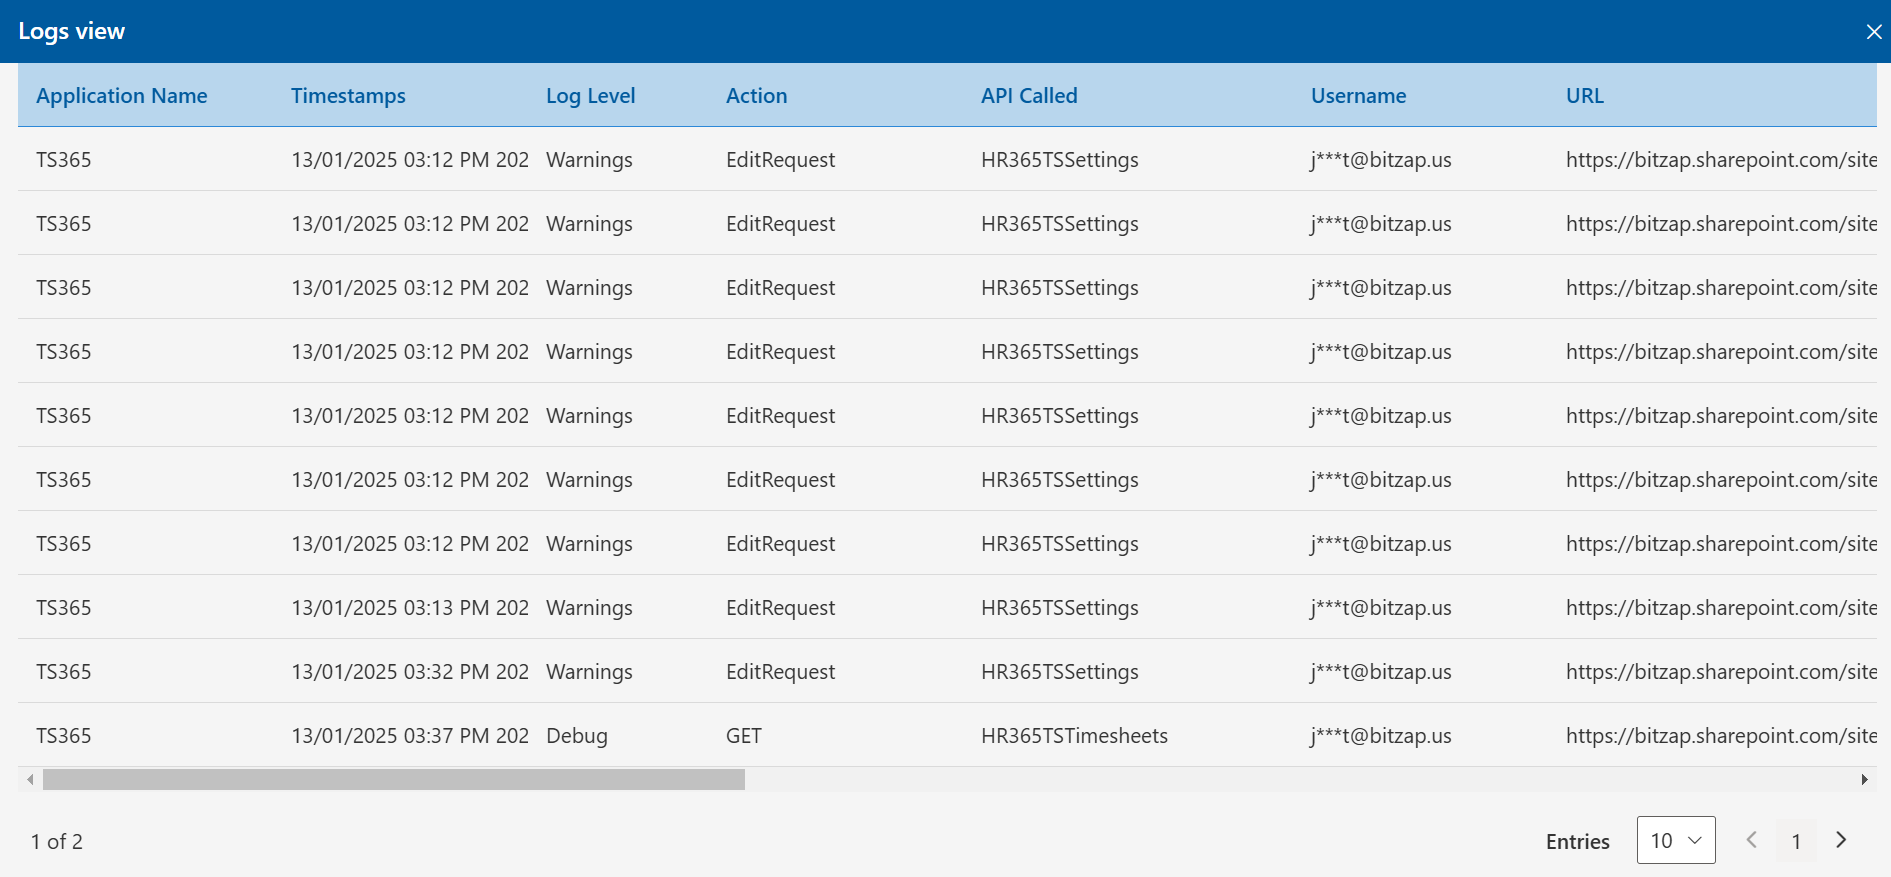 Logs view
Application Name Timestamps Log Level Action API Called Username URL
TS365 13/01/2025 03:12 PM 202 Warnings EditRequest HR365TSSettings j***t@bitzap.us https://bitzap.sharepoint.com/site
TS365 13/01/2025 03:12 PM 202 Warnings EditRequest HR365TSSettings j***t@bitzap.us https://bitzap.sharepoint.com/site
TS365 13/01/2025 03:12 PM 202 Warnings EditRequest HR365TSSettings j***t@bitzap.us https://bitzap.sharepoint.com/site
TS365 13/01/2025 03:12 PM 202 Warnings EditRequest HR365TSSettings j***t@bitzap.us https://bitzap.sharepoint.com/site
TS365 13/01/2025 03:12 PM 202 Warnings EditRequest HR365TSSettings j***t@bitzap.us https://bitzap.sharepoint.com/site
TS365 13/01/2025 03:12 PM 202 Warnings EditRequest HR365TSSettings j***t@bitzap.us https://bitzap.sharepoint.com/site
TS365 13/01/2025 03:12 PM 202 Warnings EditRequest HR365TSSettings j***t@bitzap.us https://bitzap.sharepoint.com/site
TS365 13/01/2025 03:13 PM 202 Warnings EditRequest HR365TSSettings j***t@bitzap.us https://bitzap.sharepoint.com/site
TS365 13/01/2025 03:32 PM 202 Warnings EditRequest HR365TSSettings j***t@bitzap.us https://bitzap.sharepoint.com/site
TS365 13/01/2025 03:37 PM 202 Debug GET HR365TSTimesheets j***t@bitzap.us https://bitzap.sharepoint.com/site
1 of 2 Entries 10 1